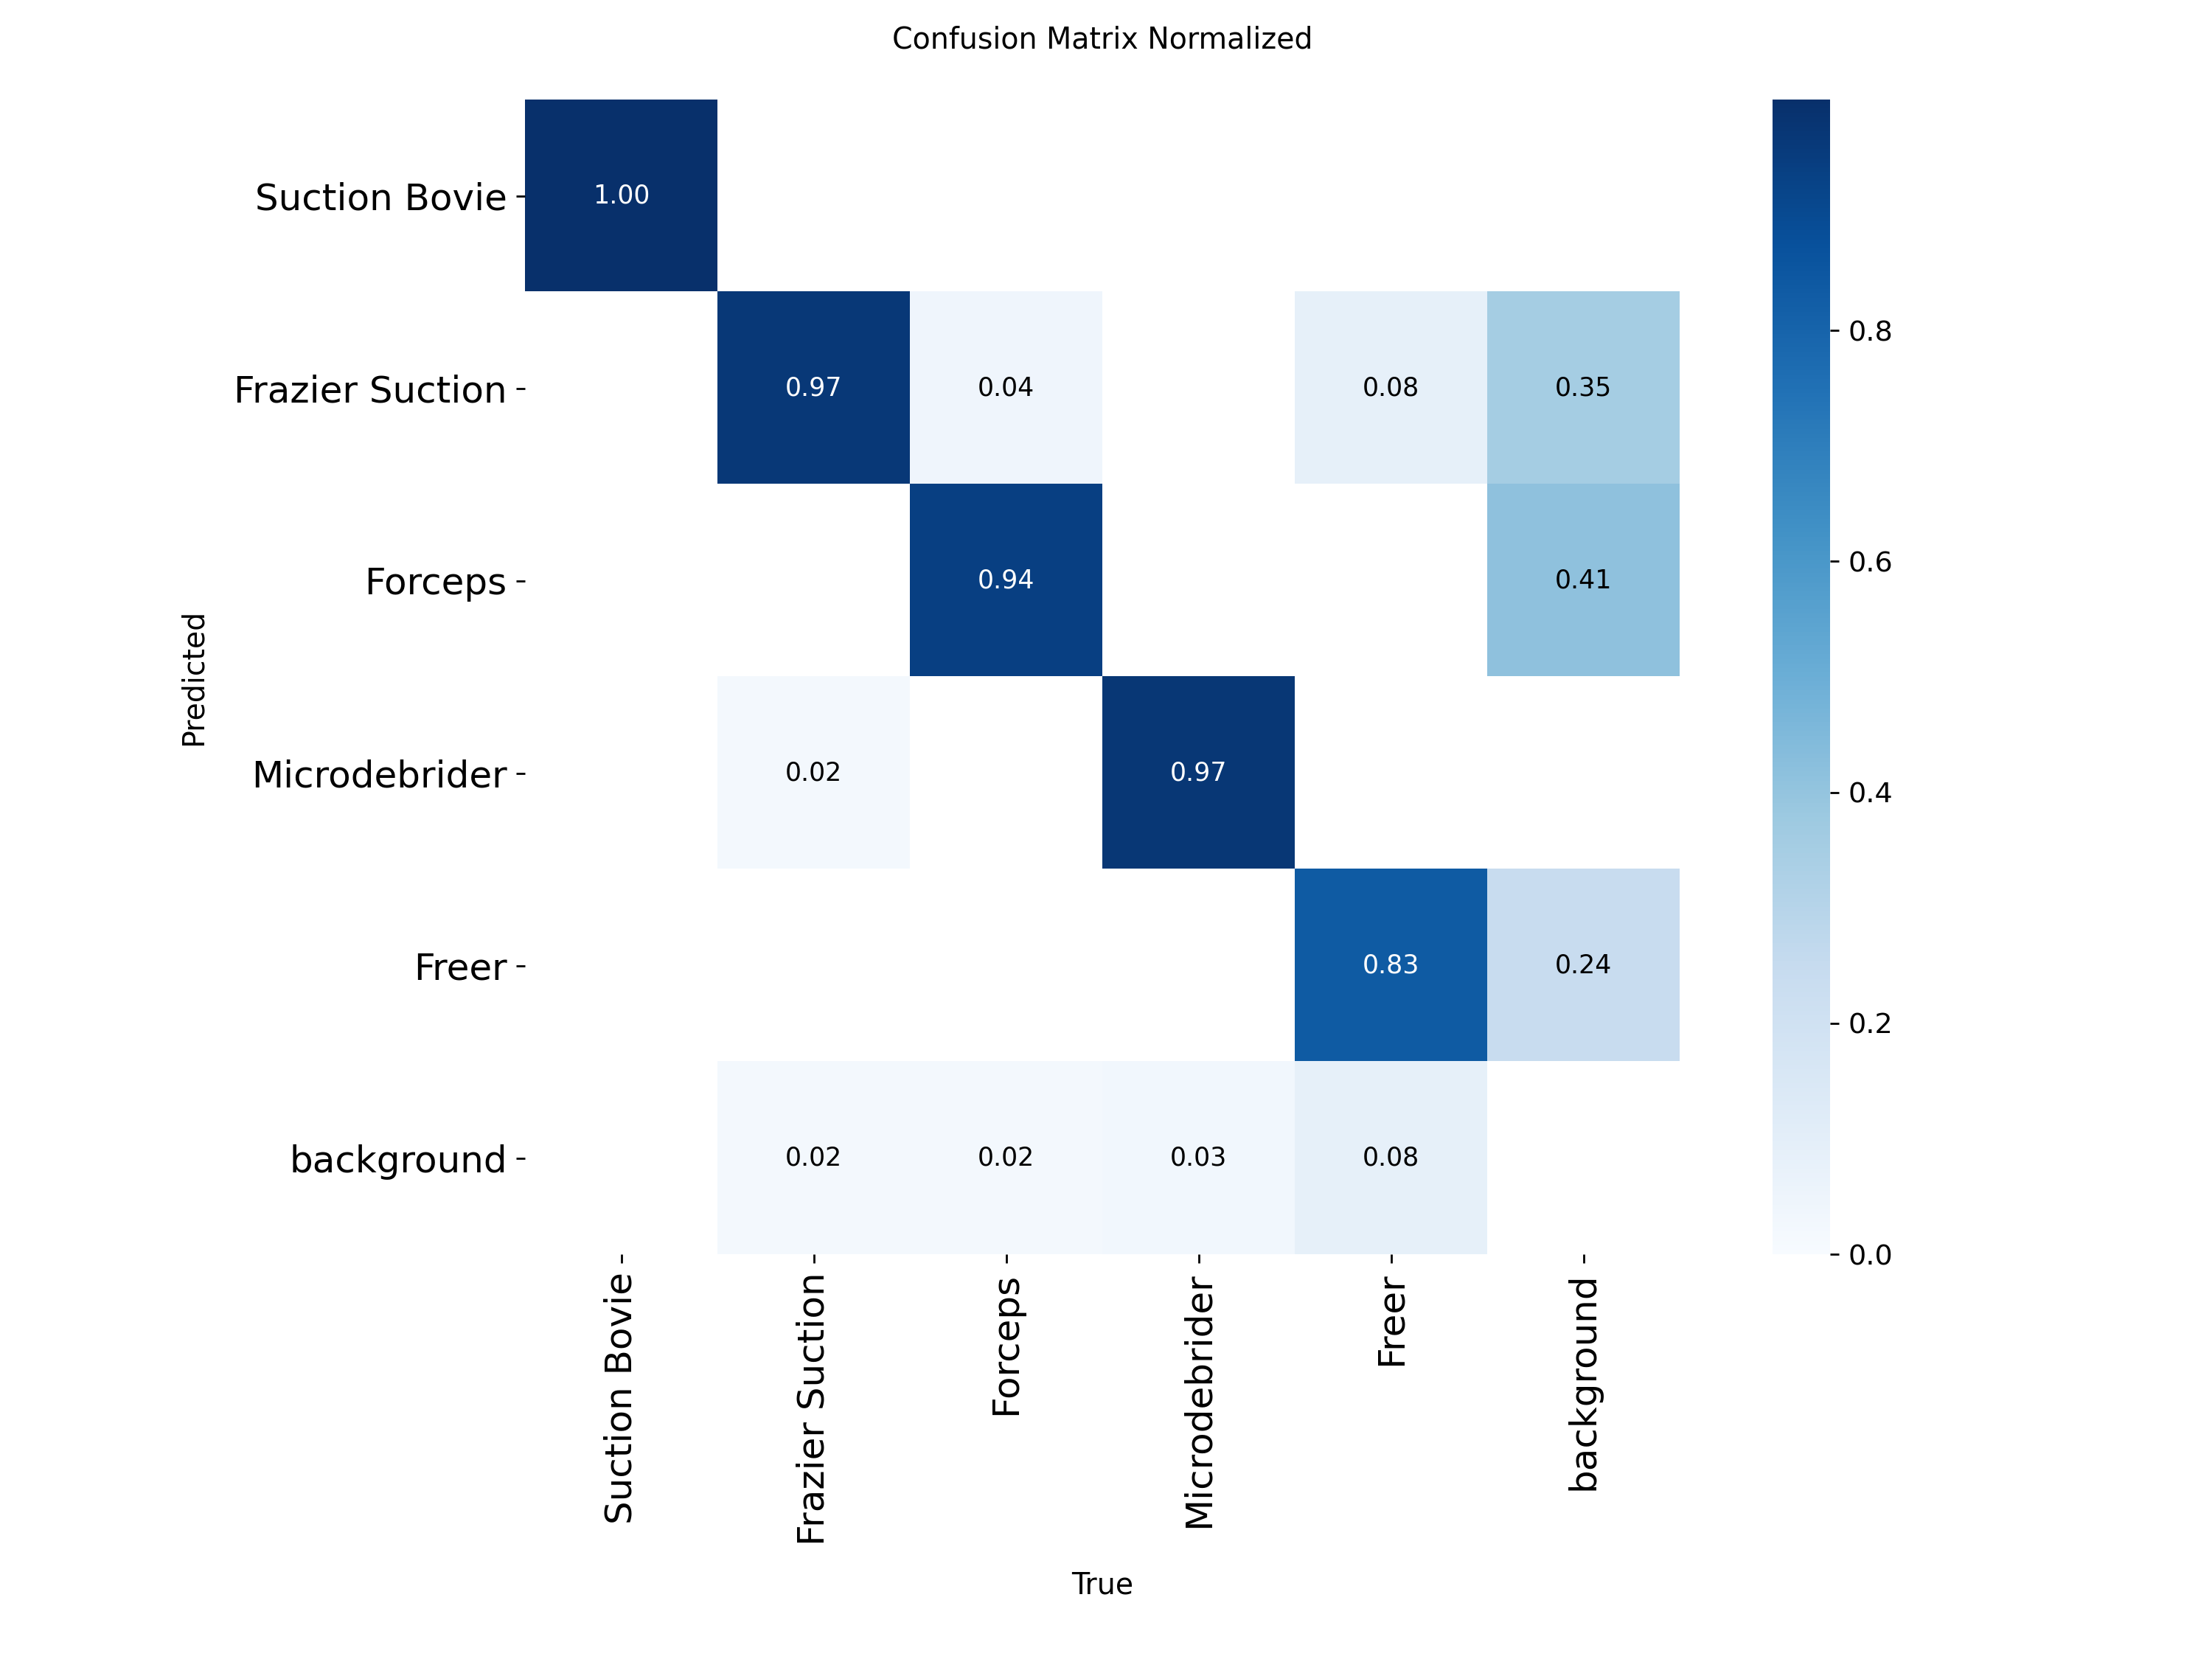 Confusion Matrix Normalized
Suction Bovie
1.00
Frazier Suction
0.97
0.04
0.08
0.35
0.8
Forceps
0.94
0.41
0.6
Predicted
Microdebrider
0.02
0.97
0.4
Freer
0.83
0.24
0.2
background
0.02
0.02
0.03
0.08
0.0
Suction Bovie
Frazier Suction
Forceps
Microdebrider
Freer
background
True